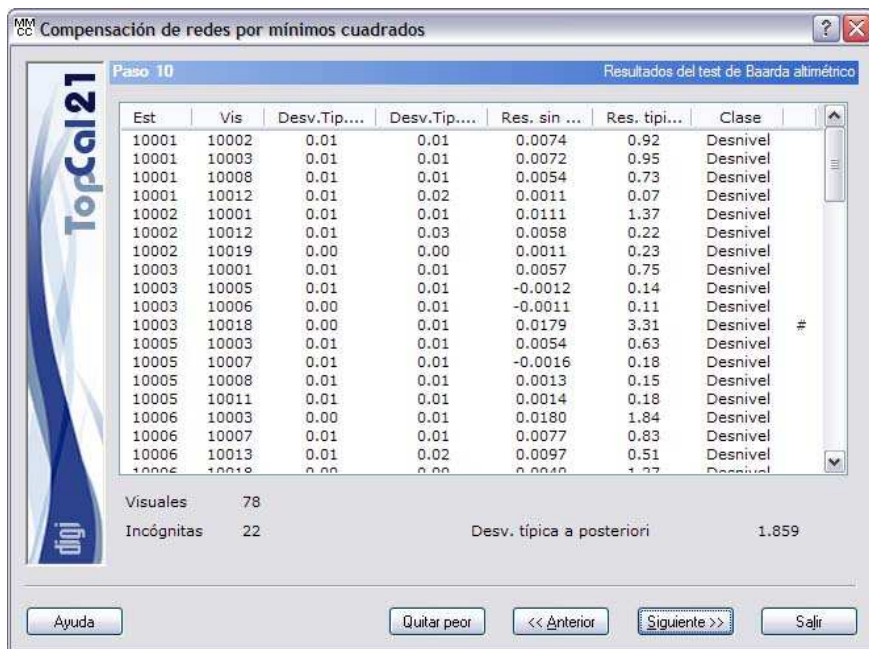 MM CC Compensación de redes por mínimos cuadrados
TopCal21
digi
Paso 10 Resultados del test de Baarda altimétrico
Est Vis Desv.Tip.... Desv.Tip.... Res. sin ... Res. tipi... Clase
10001 10002 0.01 0.01 0.0074 0.92 Desnivel
10001 10003 0.01 0.01 0.0072 0.95 Desnivel
10001 10008 0.01 0.01 0.0054 0.73 Desnivel
10001 10012 0.01 0.02 0.0011 0.07 Desnivel
10002 10001 0.01 0.01 0.0111 1.37 Desnivel
10002 10012 0.01 0.03 0.0058 0.22 Desnivel
10002 10019 0.00 0.00 0.0011 0.23 Desnivel
10003 10001 0.01 0.01 0.0057 0.75 Desnivel
10003 10005 0.01 0.01 -0.0012 0.14 Desnivel
10003 10006 0.00 0.01 -0.0011 0.11 Desnivel
10003 10018 0.00 0.01 0.0179 3.31 Desnivel #
10005 10003 0.01 0.01 0.0054 0.63 Desnivel
10005 10007 0.01 0.01 -0.0016 0.18 Desnivel
10005 10008 0.01 0.01 0.0013 0.15 Desnivel
10005 10011 0.01 0.01 0.0014 0.18 Desnivel
10006 10003 0.00 0.01 0.0180 1.84 Desnivel
10006 10007 0.01 0.01 0.0077 0.83 Desnivel
10006 10013 0.01 0.02 0.0097 0.51 Desnivel
Visuales 78
Incógnitas 22 Desv. típica a posteriori 1.859
Ayuda Quitar peor << Anterior Siguiente >> Salir